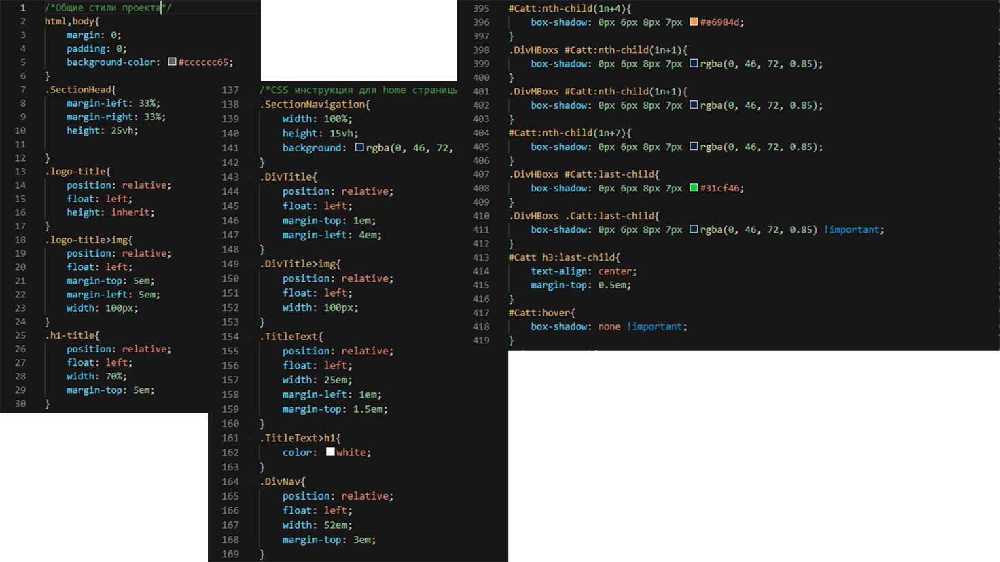 1 /*Общие стили проекта*/
2 html,body{
3 margin: 0;
4 padding: 0;
5 background-color: #cccccc65;
6 }
7 .SectionHead{
8 margin-left: 33%;
9 margin-right: 33%;
10 height: 25vh;
11
12 }
13 .logo-title{
14 position: relative;
15 float: left;
16 height: inherit;
17 }
18 .logo-title>img{
19 position: relative;
20 float: left;
21 margin-top: 5em;
22 margin-left: 5em;
23 width: 100px;
24 }
25 .h1-title{
26 position: relative;
27 float: left;
28 width: 70%;
29 margin-top: 5em;
30 }
137 /*CSS инструкция для home страницы
138 .SectionNavigation{
139 width: 100%;
140 height: 15vh;
141 background: rgba(0, 46, 72,
142 }
143 .DivTitle{
144 position: relative;
145 float: left;
146 margin-top: 1em;
147 margin-left: 4em;
148 }
149 .DivTitle>img{
150 position: relative;
151 float: left;
152 width: 100px;
153 }
154 .TitleText{
155 position: relative;
156 float: left;
157 width: 25em;
158 margin-left: 1em;
159 margin-top: 1.5em;
160 }
161 .TitleText>h1{
162 color: white;
163 }
164 .DivNav{
165 position: relative;
166 float: left;
167 width: 52em;
168 margin-top: 3em;
169 }
395 #Catt:nth-child(1n+4){
396 box-shadow: 0px 6px 8px 7px #e6984d;
397 }
398 .DivHBoxs #Catt:nth-child(1n+1){
399 box-shadow: 0px 6px 8px 7px rgba(0, 46, 72, 0.85);
400 }
401 .DivMBoxs #Catt:nth-child(1n+1){
402 box-shadow: 0px 6px 8px 7px rgba(0, 46, 72, 0.85);
403 }
404 #Catt:nth-child(1n+7){
405 box-shadow: 0px 6px 8px 7px rgba(0, 46, 72, 0.85);
406 }
407 .DivHBoxs #Catt:last-child{
408 box-shadow: 0px 6px 8px 7px #31cf46;
409 }
410 .DivHBoxs .Catt:last-child{
411 box-shadow: 0px 6px 8px 7px rgba(0, 46, 72, 0.85) !important;
412 }
413 #Catt h3:last-child{
414 text-align: center;
415 margin-top: 0.5em;
416 }
417 #Catt:hover{
418 box-shadow: none !important;
419 }